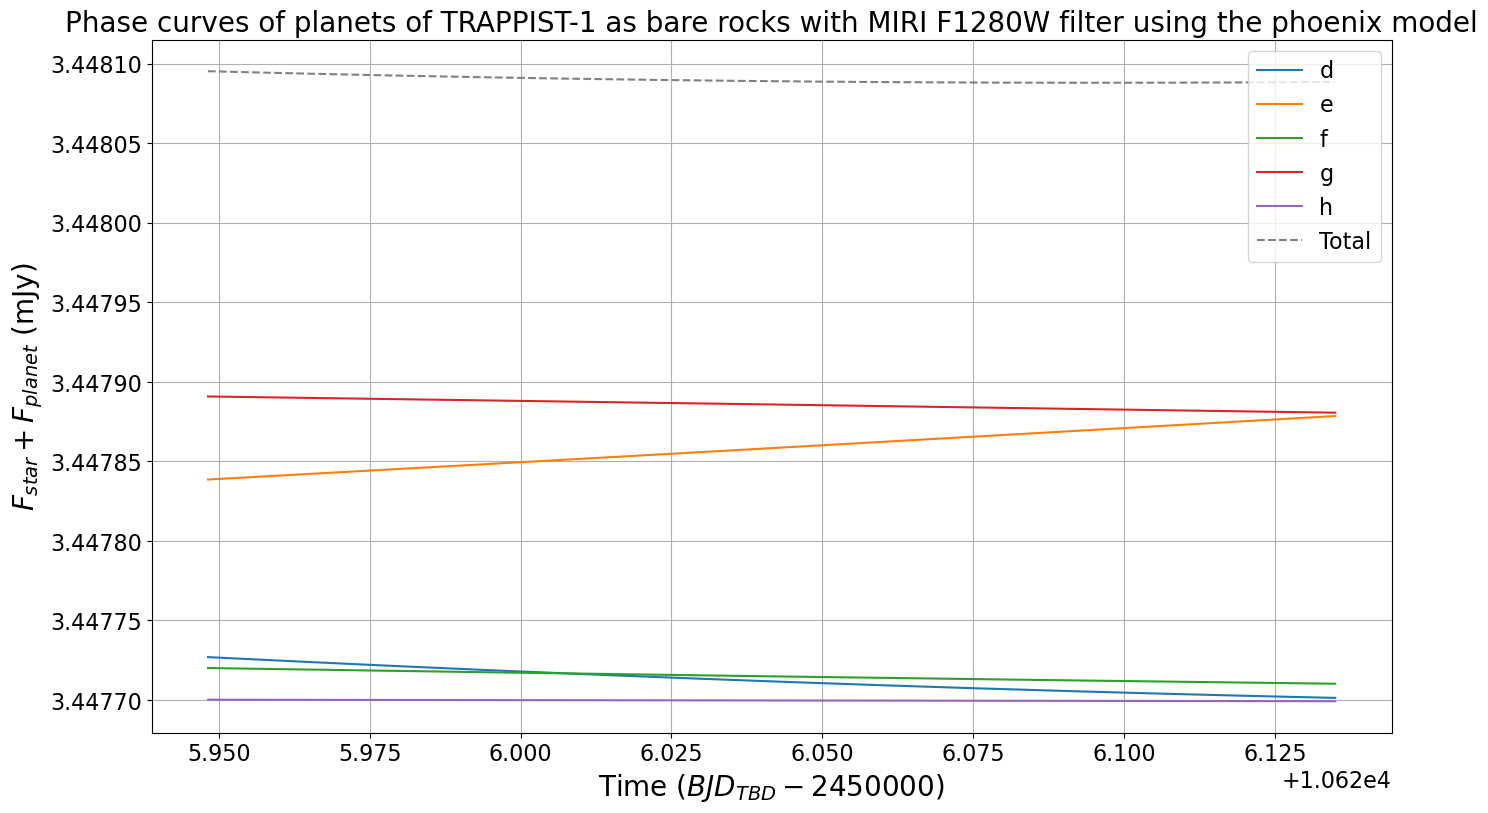 Phase curves of planets of TRAPPIST-1 as bare rocks with MIRI F1280W filter using the phoenix model
3.44810
3.44805
3.44800
3.44795
3.44790
3.44785
3.44780
3.44775
3.44770
F_star + F_planet (mJy)
d
e
f
g
h
Total
5.950 5.975 6.000 6.025 6.050 6.075 6.100 6.125
+1.062e4
Time (BJD_TBD − 2450000)